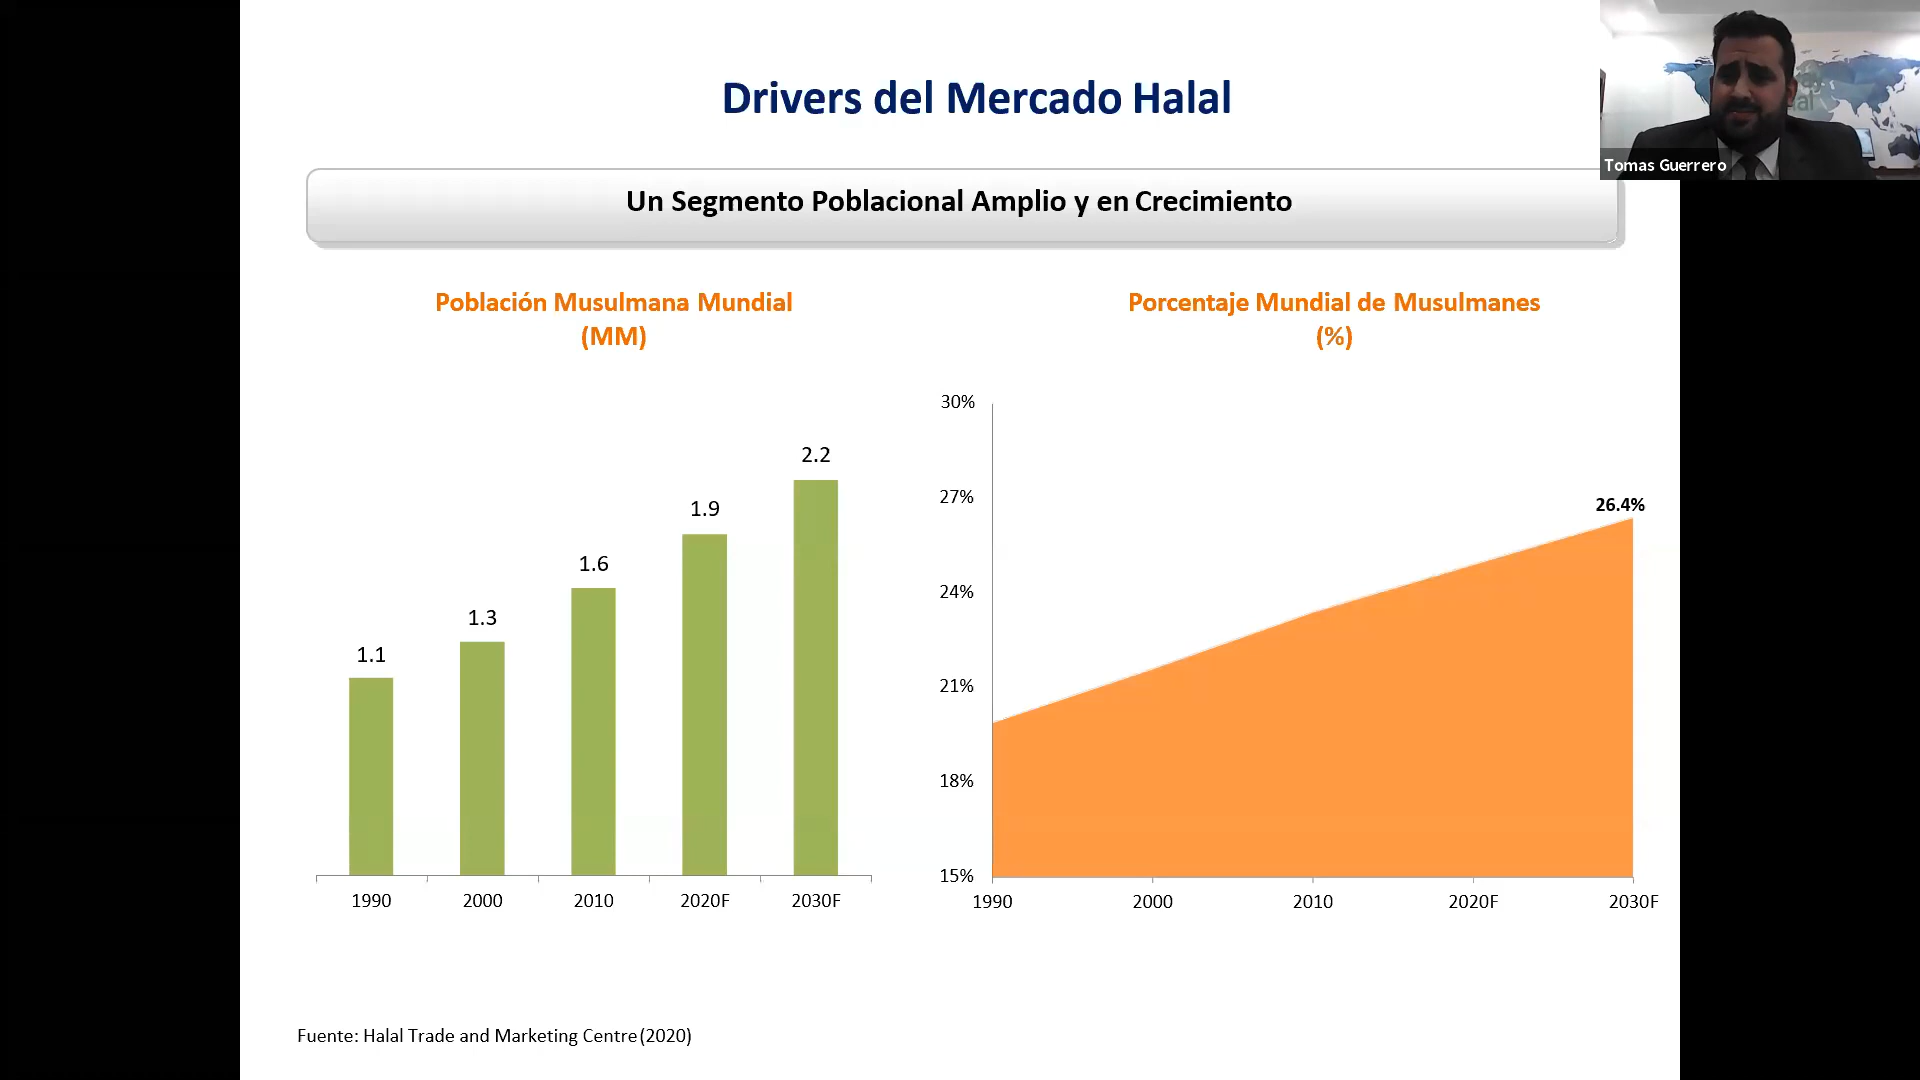 Drivers del Mercado Halal
Tomas Guerrero
Un Segmento Poblacional Amplio y en Crecimiento
Población Musulmana Mundial
(MM)
1.1
1.3
1.6
1.9
2.2
1990
2000
2010
2020F
2030F
Porcentaje Mundial de Musulmanes
(%)
30%
27%
24%
21%
18%
15%
26.4%
1990
2000
2010
2020F
2030F
Fuente: Halal Trade and Marketing Centre (2020)